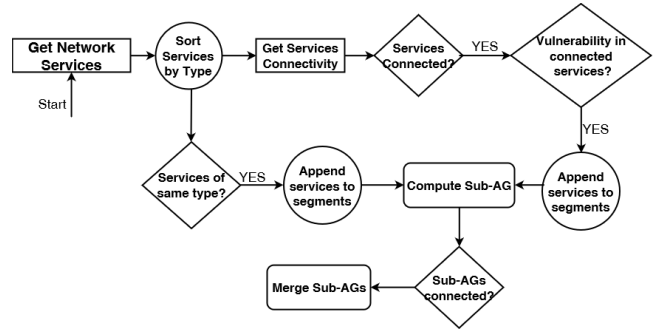 Get Network
Services
Sort
Services
by Type
Get Services
Connectivity
Services
Connected?
YES
Vulnerability in
connected
services?
Start
YES
Services of
same type?
YES
Append
services to
segments
Compute Sub-AG
Append
services to
segments
Merge Sub-AGs
Sub-AGs
connected?